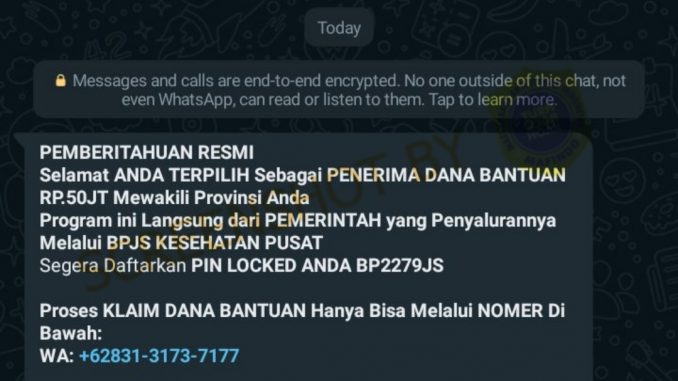 Today
Messages and calls are end-to-end encrypted. No one outside of this chat, not
even WhatsApp, can read or listen to them. Tap to learn more.
PEMBERITAHUAN RESMI
Selamat ANDA TERPILIH Sebagai PENERIMA DANA BANTUAN
RP.50JT Mewakili Provinsi Anda
Program ini Langsung dari PEMERINTAH yang Penyalurannya
Melalui BPJS KESEHATAN PUSAT
Segera Daftarkan PIN LOCKED ANDA BP2279JS
Proses KLAIM DANA BANTUAN Hanya Bisa Melalui NOMER Di
Bawah:
WA: +62831-3173-7177
SCREENSHOT BY